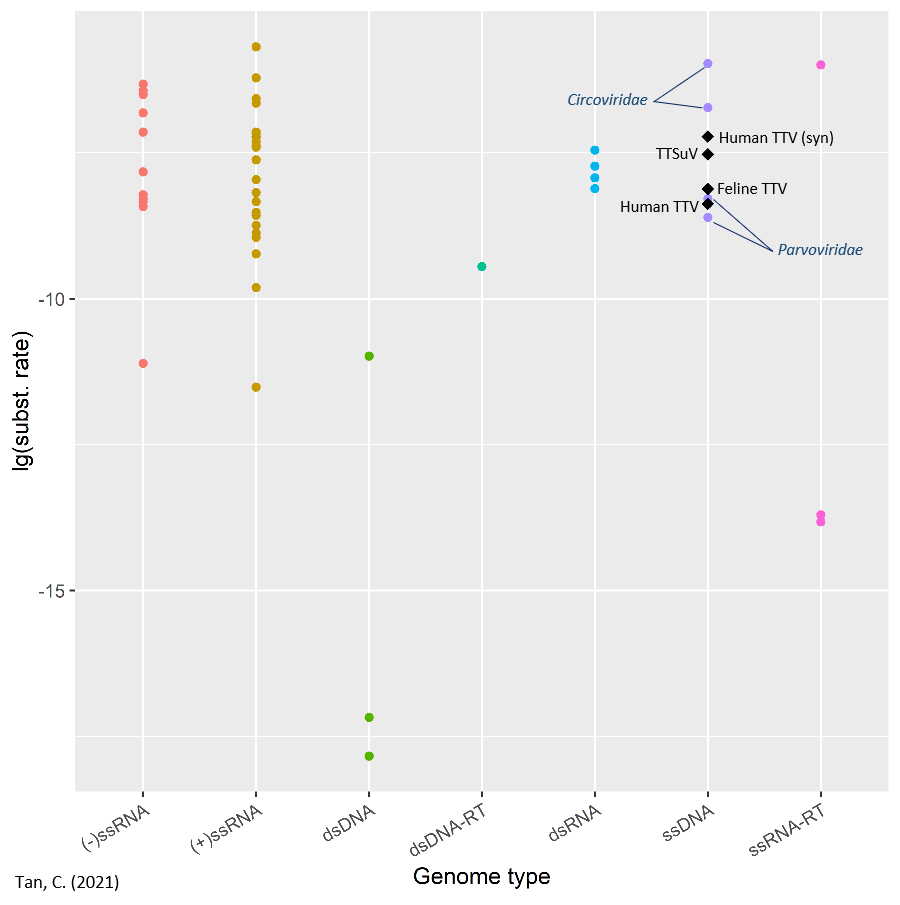 Circoviridae
Human TTV (syn)
TTSuV
Feline TTV
Human TTV
Parvoviridae
lg(subst. rate)
-10
-15
(-)ssRNA
(+)ssRNA
dsDNA
dsDNA-RT
dsRNA
ssDNA
ssRNA-RT
Genome type
Tan, C. (2021)